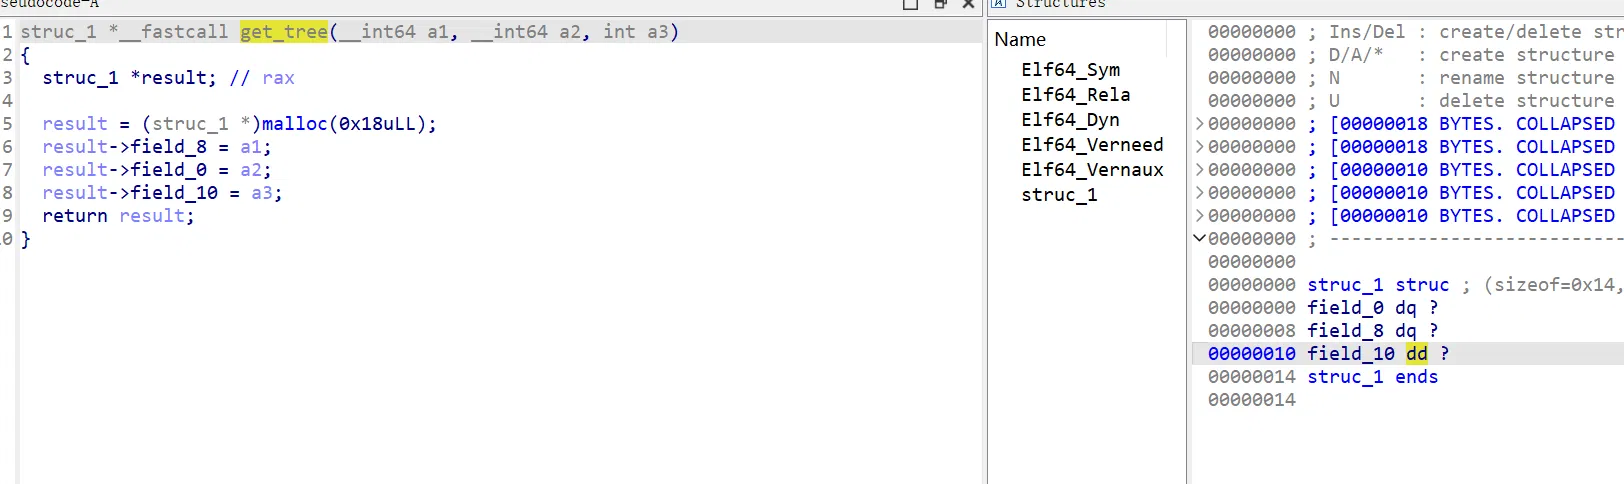 seudocode-A
1 struc_1 *__fastcall get_tree(__int64 a1, __int64 a2, int a3)
2 {
3 struc_1 *result; // rax
4
5 result = (struc_1 *)malloc(0x18uLL);
6 result->field_8 = a1;
7 result->field_0 = a2;
8 result->field_10 = a3;
9 return result;
0 }
Structures
Name
Elf64_Sym
Elf64_Rela
Elf64_Dyn
Elf64_Verneed
Elf64_Vernaux
struc_1
00000000 ; Ins/Del : create/delete str
00000000 ; D/A/* : create structure
00000000 ; N : rename structure
00000000 ; U : delete structure
00000000 ; [00000018 BYTES. COLLAPSED
00000000 ; [00000018 BYTES. COLLAPSED
00000000 ; [00000010 BYTES. COLLAPSED
00000000 ; [00000010 BYTES. COLLAPSED
00000000 ; [00000010 BYTES. COLLAPSED
00000000 ; ---------------------------
00000000
00000000 struc_1 struc ; (sizeof=0x14,
00000000 field_0 dq ?
00000008 field_8 dq ?
00000010 field_10 dd ?
00000014 struc_1 ends
00000014